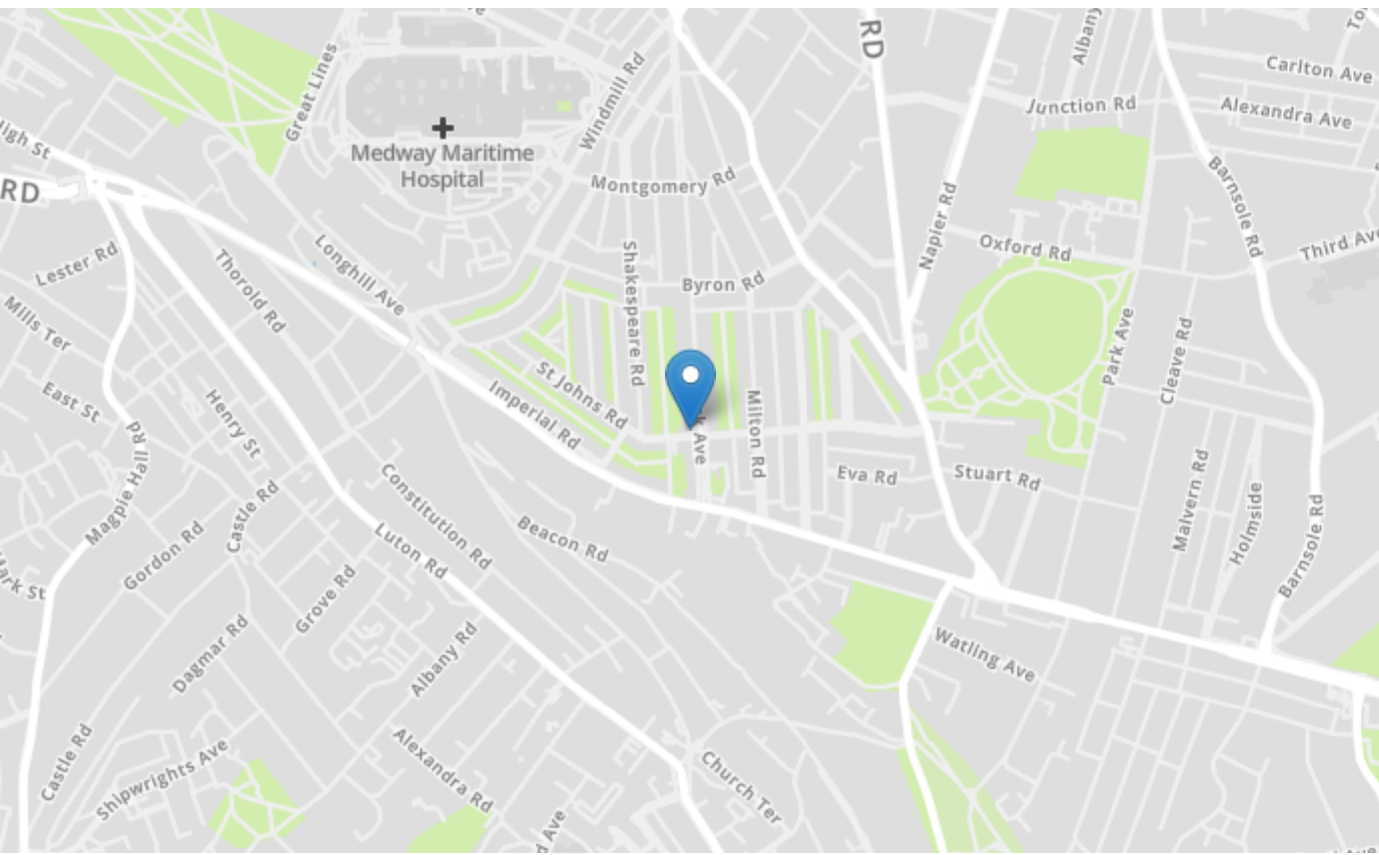 RD
Albany
Carlton Ave
Great Lines
Windmill Rd
Junction Rd
Alexandra Ave
High St
Medway Maritime
Hospital
RD
Montgomery Rd
Barnsole Rd
Napier Rd
Lester Rd
Longhill Ave
Thorold Rd
Shakespeare Rd
Byron Rd
Oxford Rd
Third Ave
Mills Ter
Park Ave
Cleave Rd
East St
Henry St
St Johns Rd
Imperial Rd
k Ave
Milton Rd
Magpie Hall Rd
Castle Rd
Constitution Rd
Eva Rd
Stuart Rd
Malvern Rd
Holmside
Barnsole Rd
Gordon Rd
Luton Rd
Beacon Rd
ark St
Grove Rd
Dagmar Rd
Albany Rd
Watling Ave
Castle Rd
Shipwrights Ave
Alexandra Rd
Church Ter
d Ave